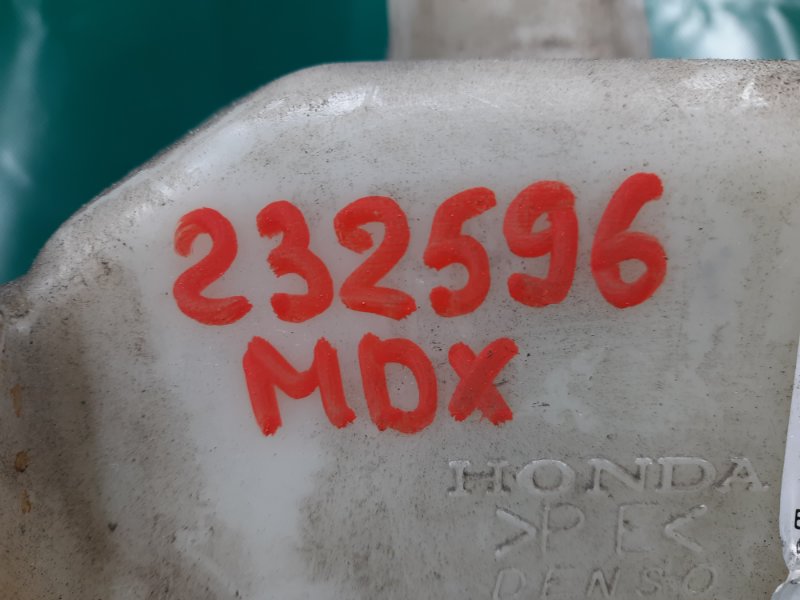 232596
MDX
HONDA
>PE<
DENSO